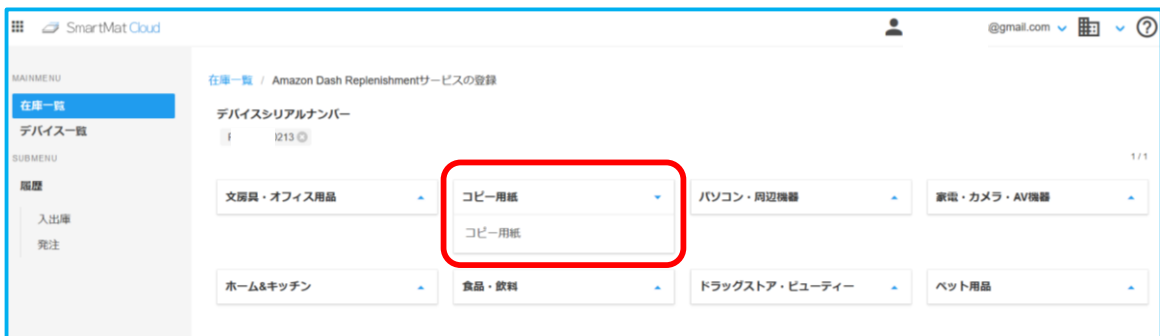 SmartMat Cloud
@gmail.com
MAINMENU
在庫一覧
デバイス一覧
SUBMENU
履歴
入出庫
発注
在庫一覧 / Amazon Dash Replenishmentサービスの登録
デバイスシリアルナンバー
213
1/1
文房具・オフィス用品
コピー用紙
コピー用紙
パソコン・周辺機器
家電・カメラ・AV機器
ホーム&キッチン
食品・飲料
ドラッグストア・ビューティー
ペット用品